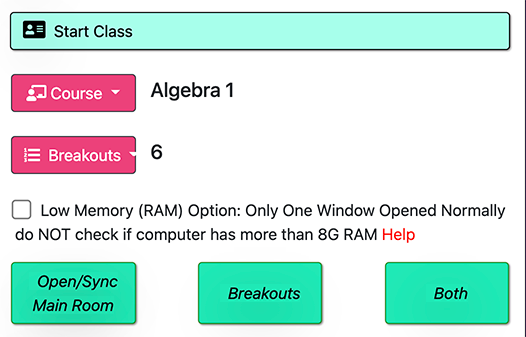 Start Class
Course Algebra 1
Breakouts 6
Low Memory (RAM) Option: Only One Window Opened Normally
do NOT check if computer has more than 8G RAM Help
Open/Sync
Main Room
Breakouts
Both